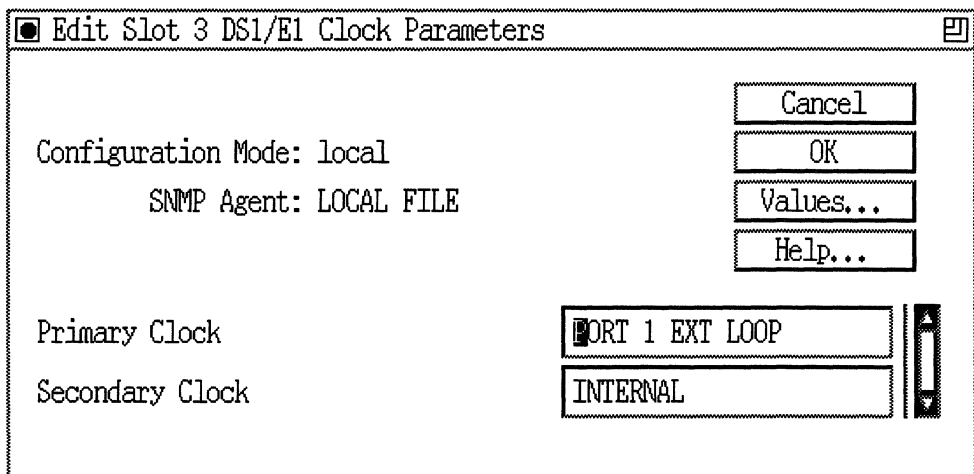 Edit Slot 3 DS1/E1 Clock Parameters
Cancel
Configuration Mode: local
OK
SNMP Agent: LOCAL FILE
Values...
Help...
Primary Clock
PORT 1 EXT LOOP
Secondary Clock
INTERNAL